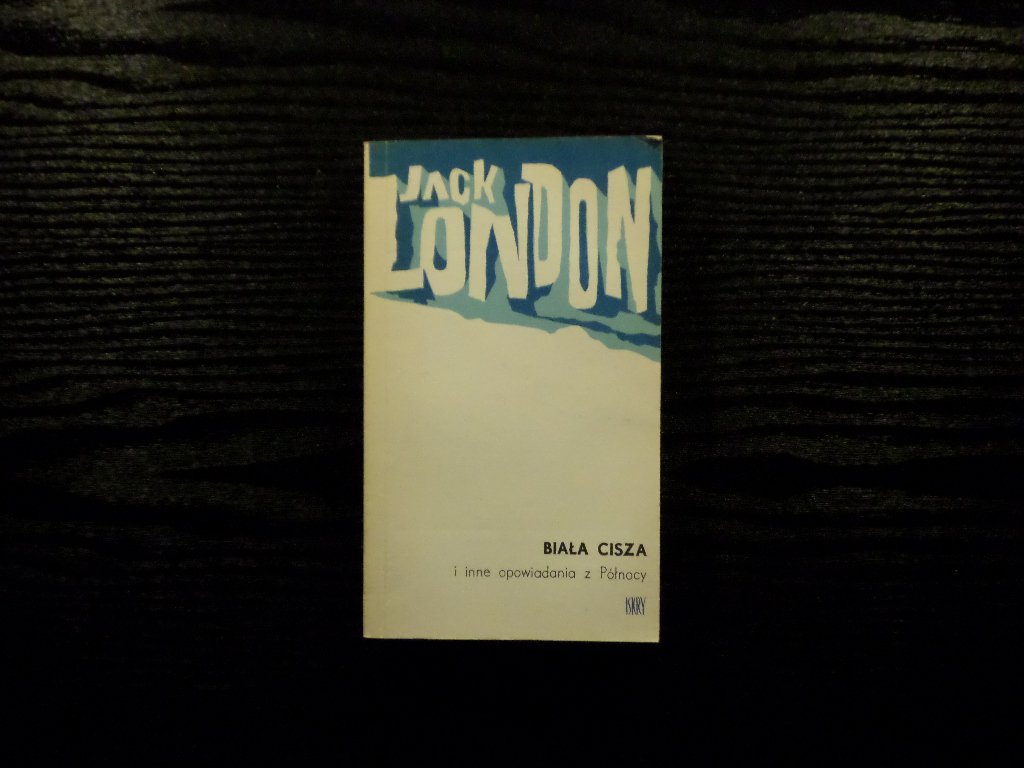 JACK
LONDON
BIAŁA CISZA
i inne opowiadania z Północy
ISKRY